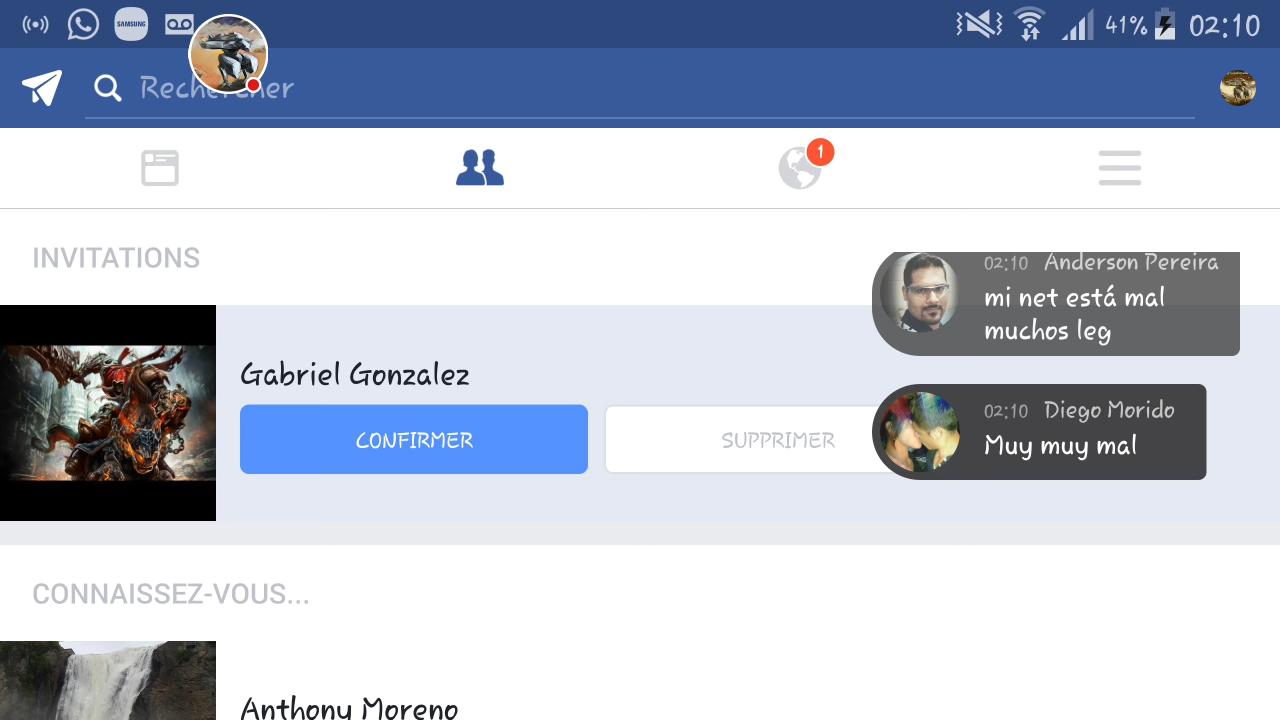 SAMSUNG
41% 02:10
Rechercher
1
INVITATIONS
02:10 Anderson Pereira
mi net está mal
muchos leg
Gabriel Gonzalez
CONFIRMER
SUPPRIMER
02:10 Diego Morido
Muy muy mal
CONNAISSEZ-VOUS...
Anthony Moreno